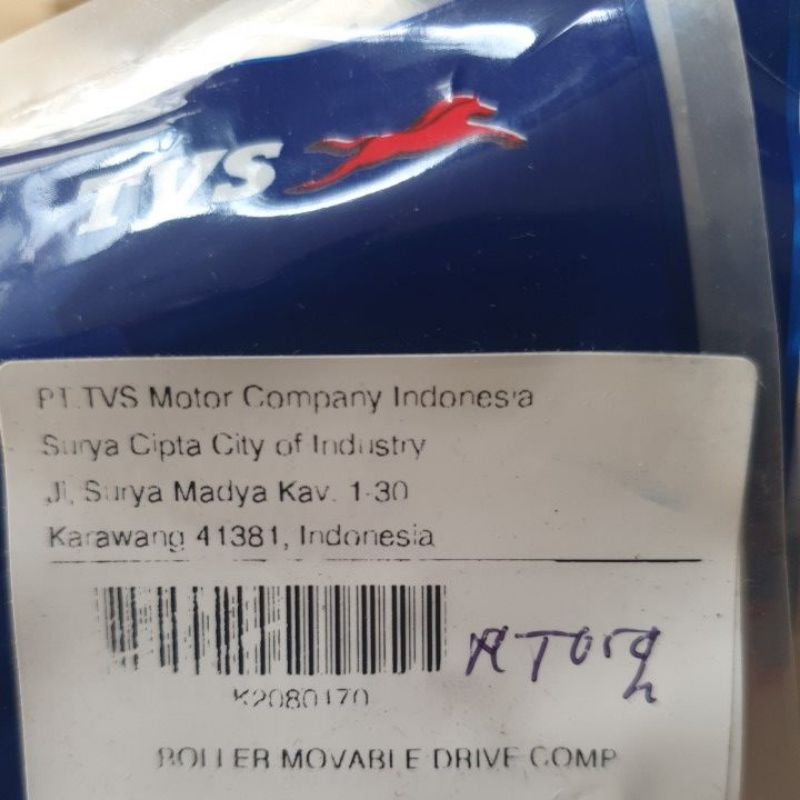 TVS
PT.TVS Motor Company Indonesia
Surya Cipta City of Industry
Jl. Surya Madya Kav. 1-30
Karawang 41381, Indonesia
K2080170
NTorq
ROLLER MOVABLE DRIVE COMP